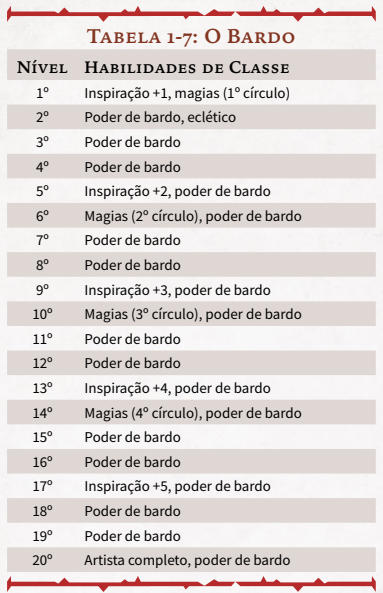 Tabela 1-7: O Bardo
Nível Habilidades de Classe
1º Inspiração +1, magias (1º círculo)
2º Poder de bardo, eclético
3º Poder de bardo
4º Poder de bardo
5º Inspiração +2, poder de bardo
6º Magias (2º círculo), poder de bardo
7º Poder de bardo
8º Poder de bardo
9º Inspiração +3, poder de bardo
10º Magias (3º círculo), poder de bardo
11º Poder de bardo
12º Poder de bardo
13º Inspiração +4, poder de bardo
14º Magias (4º círculo), poder de bardo
15º Poder de bardo
16º Poder de bardo
17º Inspiração +5, poder de bardo
18º Poder de bardo
19º Poder de bardo
20º Artista completo, poder de bardo